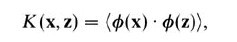 K(x, z) = ⟨ϕ(x) · ϕ(z)⟩,